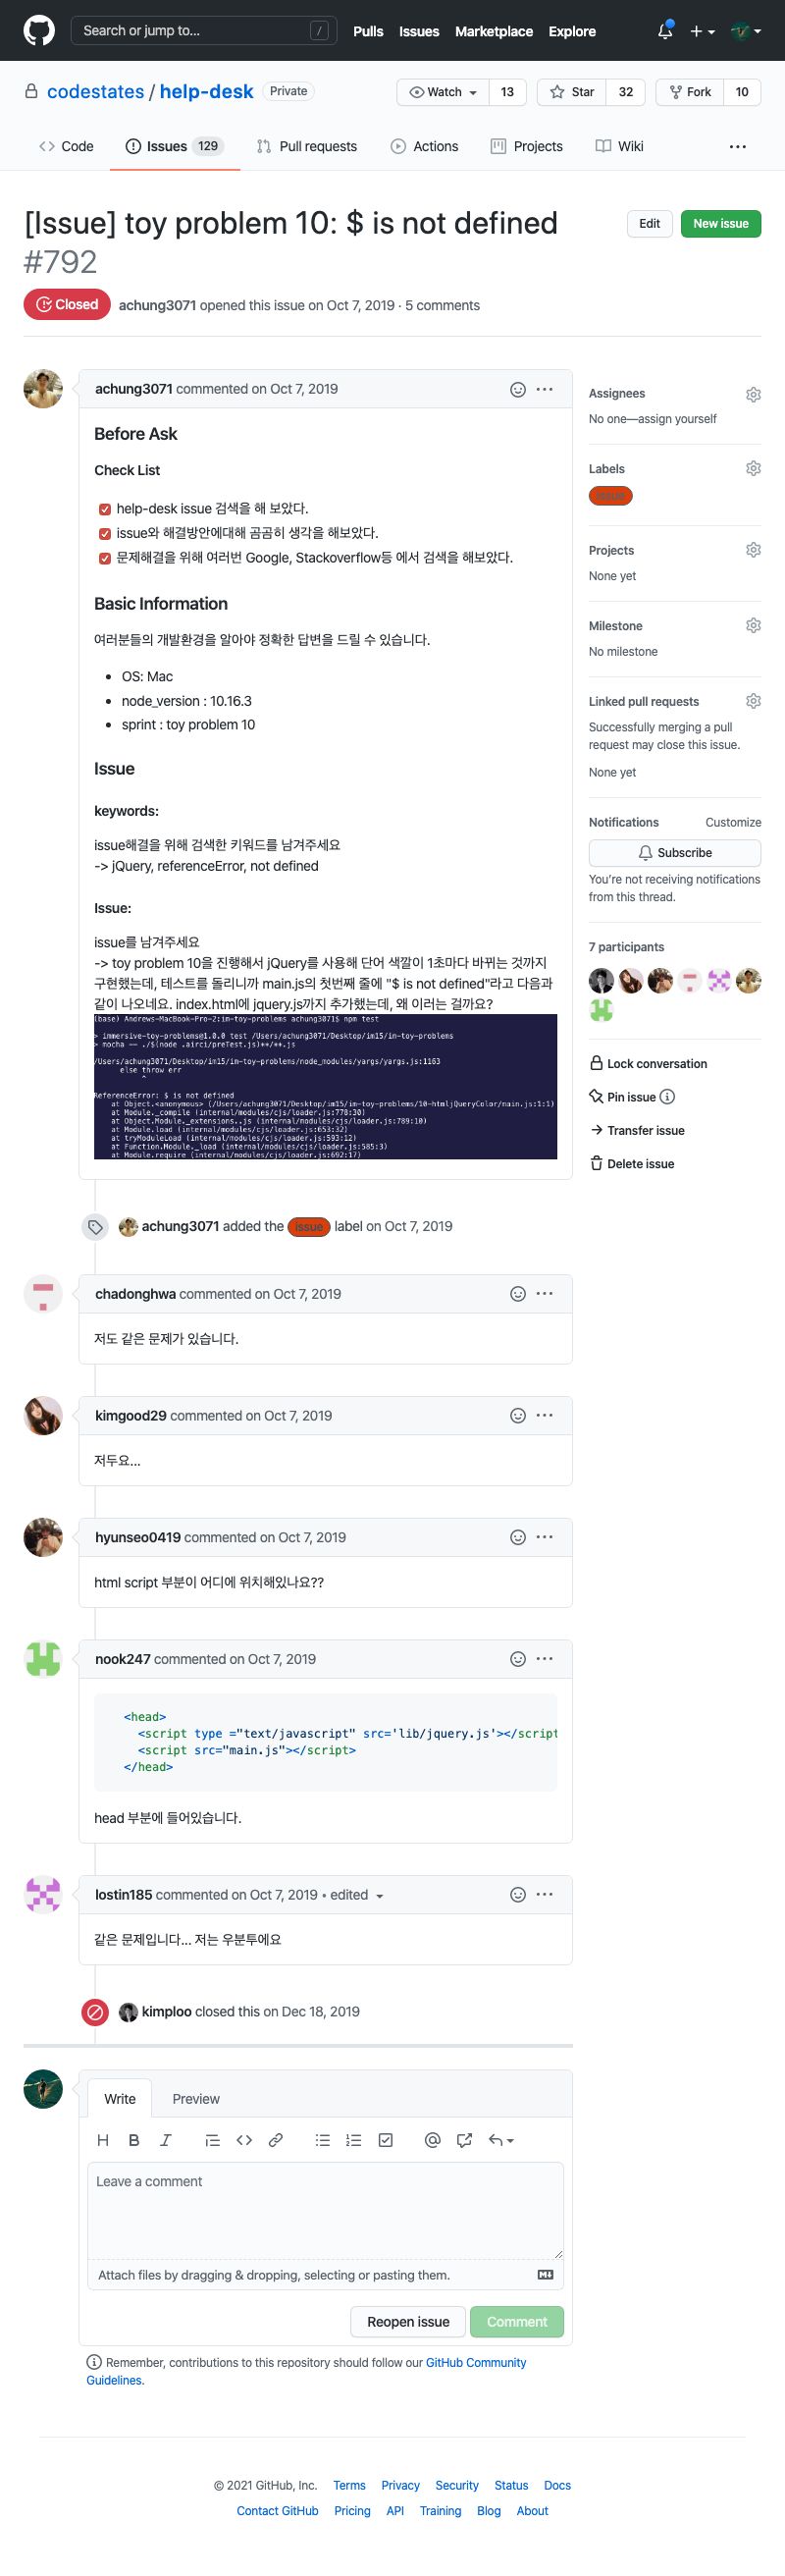 Search or jump to... /
Pulls Issues Marketplace Explore
codestates / help-desk Private
Watch 13 Star 32 Fork 10
Code Issues 129 Pull requests Actions Projects Wiki
[Issue] toy problem 10: $ is not defined
#792
Edit New issue
Closed achung3071 opened this issue on Oct 7, 2019 · 5 comments
achung3071 commented on Oct 7, 2019
Before Ask
Check List
help-desk issue 검색을 해 보았다.
issue와 해결방안에대해 곰곰히 생각을 해보았다.
문제해결을 위해 여러번 Google, Stackoverflow등 에서 검색을 해보았다.
Basic Information
여러분들의 개발환경을 알아야 정확한 답변을 드릴 수 있습니다.
• OS: Mac
• node_version : 10.16.3
• sprint : toy problem 10
Issue
keywords:
issue해결을 위해 검색한 키워드를 남겨주세요
-> jQuery, referenceError, not defined
Issue:
issue를 남겨주세요
-> toy problem 10을 진행해서 jQuery를 사용해 단어 색깔이 1초마다 바뀌는 것까지
구현했는데, 테스트를 돌리니까 main.js의 첫번째 줄에 "$ is not defined"라고 다음과
같이 나오네요. index.html에 jquery.js까지 추가했는데, 왜 이러는 걸까요?
(base) Andrews-MacBook-Pro-2:im-toy-problems achung3071$ npm test
> immersive-toy-problems@1.0.0 test /Users/achung3071/Desktop/im15/im-toy-problems
> mocha -- ./$(node .airci/preTest.js)**/**.js
/Users/achung3071/Desktop/im15/im-toy-problems/node_modules/yargs/yargs.js:1163
else throw err
^
ReferenceError: $ is not defined
at Object.<anonymous> (/Users/achung3071/Desktop/im15/im-toy-problems/10-htmljQueryColor/main.js:1:1)
at Module._compile (internal/modules/cjs/loader.js:778:30)
at Object.Module._extensions..js (internal/modules/cjs/loader.js:789:10)
at Module.load (internal/modules/cjs/loader.js:653:32)
at tryModuleLoad (internal/modules/cjs/loader.js:593:12)
at Function.Module._load (internal/modules/cjs/loader.js:585:3)
at Module.require (internal/modules/cjs/loader.js:692:17)
Assignees
No one—assign yourself
Labels
issue
Projects
None yet
Milestone
No milestone
Linked pull requests
Successfully merging a pull
request may close this issue.
None yet
Notifications Customize
Subscribe
You're not receiving notifications
from this thread.
7 participants
Lock conversation
Pin issue
Transfer issue
Delete issue
achung3071 added the issue label on Oct 7, 2019
chadonghwa commented on Oct 7, 2019
저도 같은 문제가 있습니다.
kimgood29 commented on Oct 7, 2019
저두요...
hyunseo0419 commented on Oct 7, 2019
html script 부분이 어디에 위치해있나요??
nook247 commented on Oct 7, 2019
<head>
<script type ="text/javascript" src='lib/jquery.js'></script
<script src="main.js"></script>
</head>
head 부분에 들어있습니다.
lostin185 commented on Oct 7, 2019 • edited
같은 문제입니다... 저는 우분투에요
kimploo closed this on Dec 18, 2019
Write Preview
Leave a comment
Attach files by dragging & dropping, selecting or pasting them.
Reopen issue Comment
Remember, contributions to this repository should follow our GitHub Community
Guidelines.
© 2021 GitHub, Inc. Terms Privacy Security Status Docs
Contact GitHub Pricing API Training Blog About